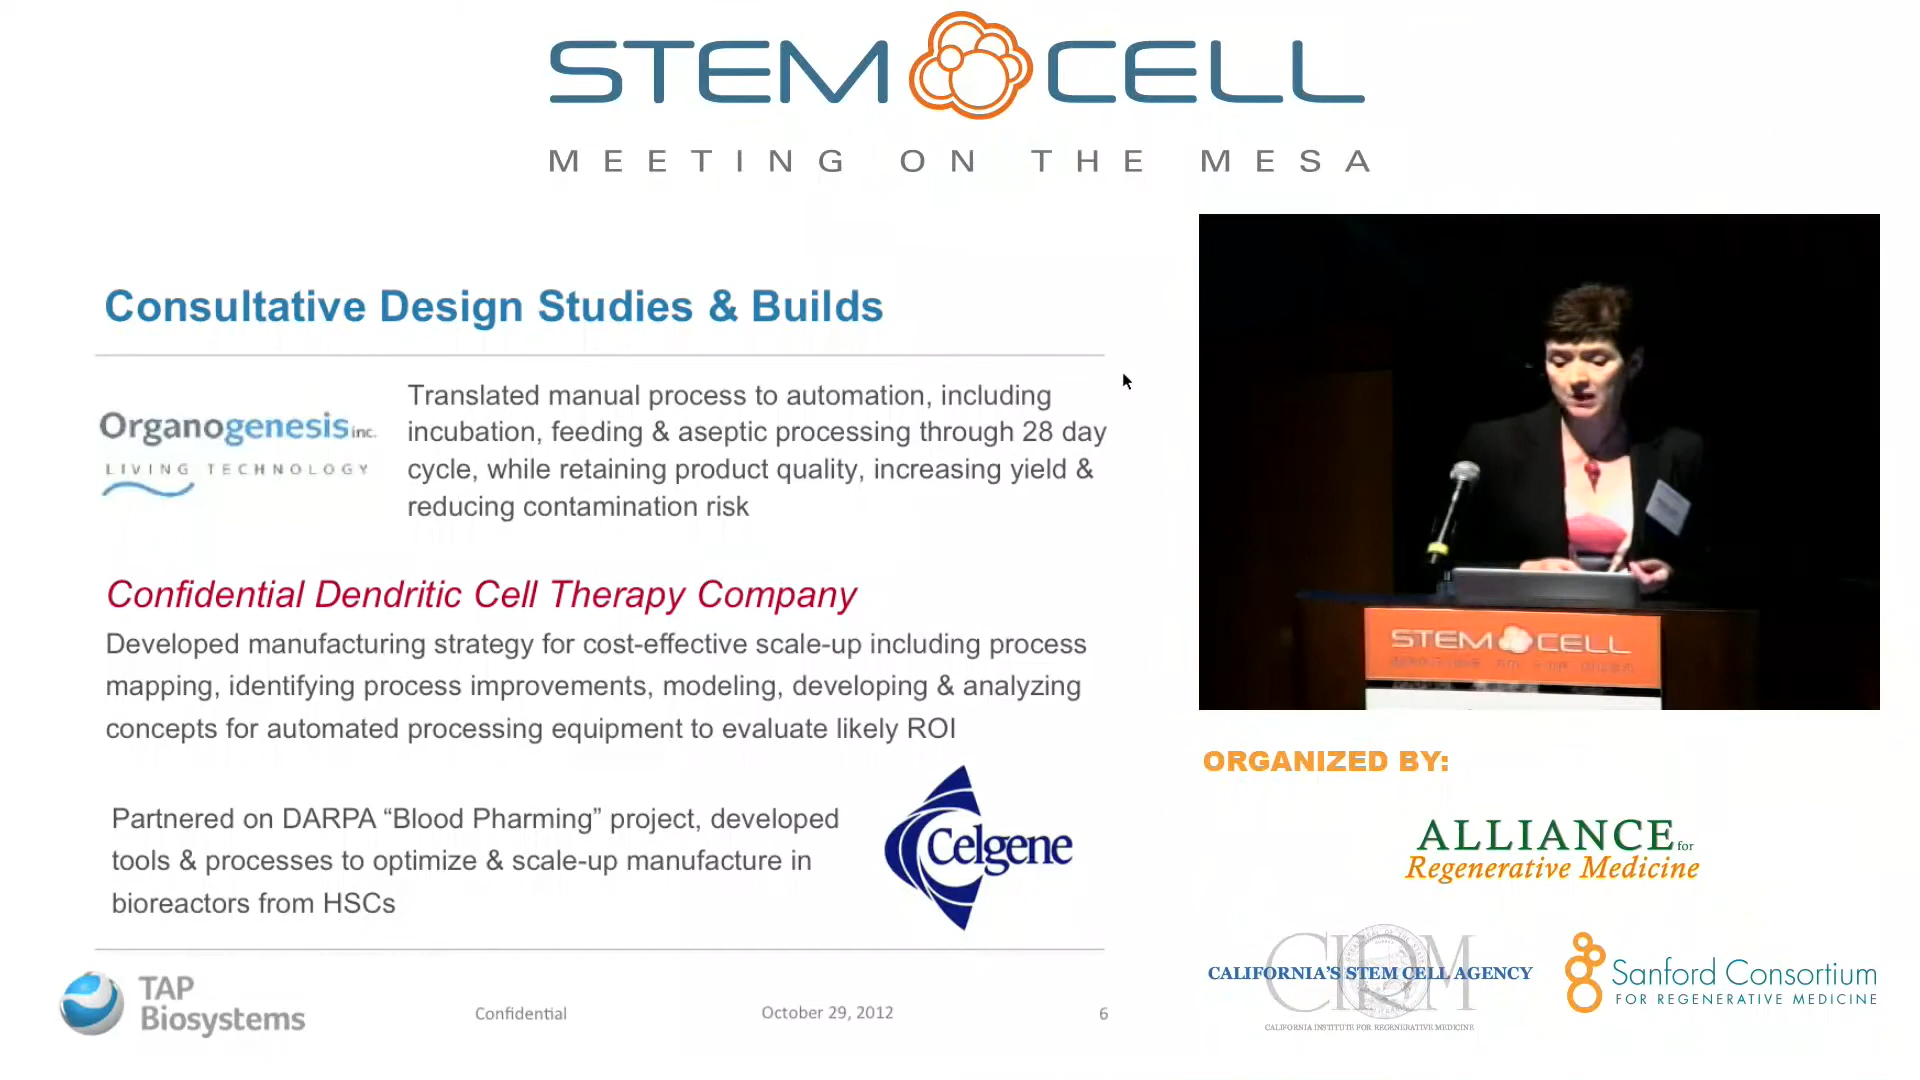 STEM CELL
MEETING ON THE MESA
Consultative Design Studies & Builds
Organogenesis inc.
LIVING TECHNOLOGY
Translated manual process to automation, including
incubation, feeding & aseptic processing through 28 day
cycle, while retaining product quality, increasing yield &
reducing contamination risk
Confidential Dendritic Cell Therapy Company
Developed manufacturing strategy for cost-effective scale-up including process
mapping, identifying process improvements, modeling, developing & analyzing
concepts for automated processing equipment to evaluate likely ROI
Partnered on DARPA “Blood Pharming” project, developed
tools & processes to optimize & scale-up manufacture in
bioreactors from HSCs
Celgene
TAP
Biosystems
Confidential
October 29, 2012
6
STEM CELL
ORGANIZED BY:
ALLIANCE for
Regenerative Medicine
CIRM
CALIFORNIA'S STEM CELL AGENCY
CALIFORNIA INSTITUTE FOR REGENERATIVE MEDICINE
Sanford Consortium
FOR REGENERATIVE MEDICINE